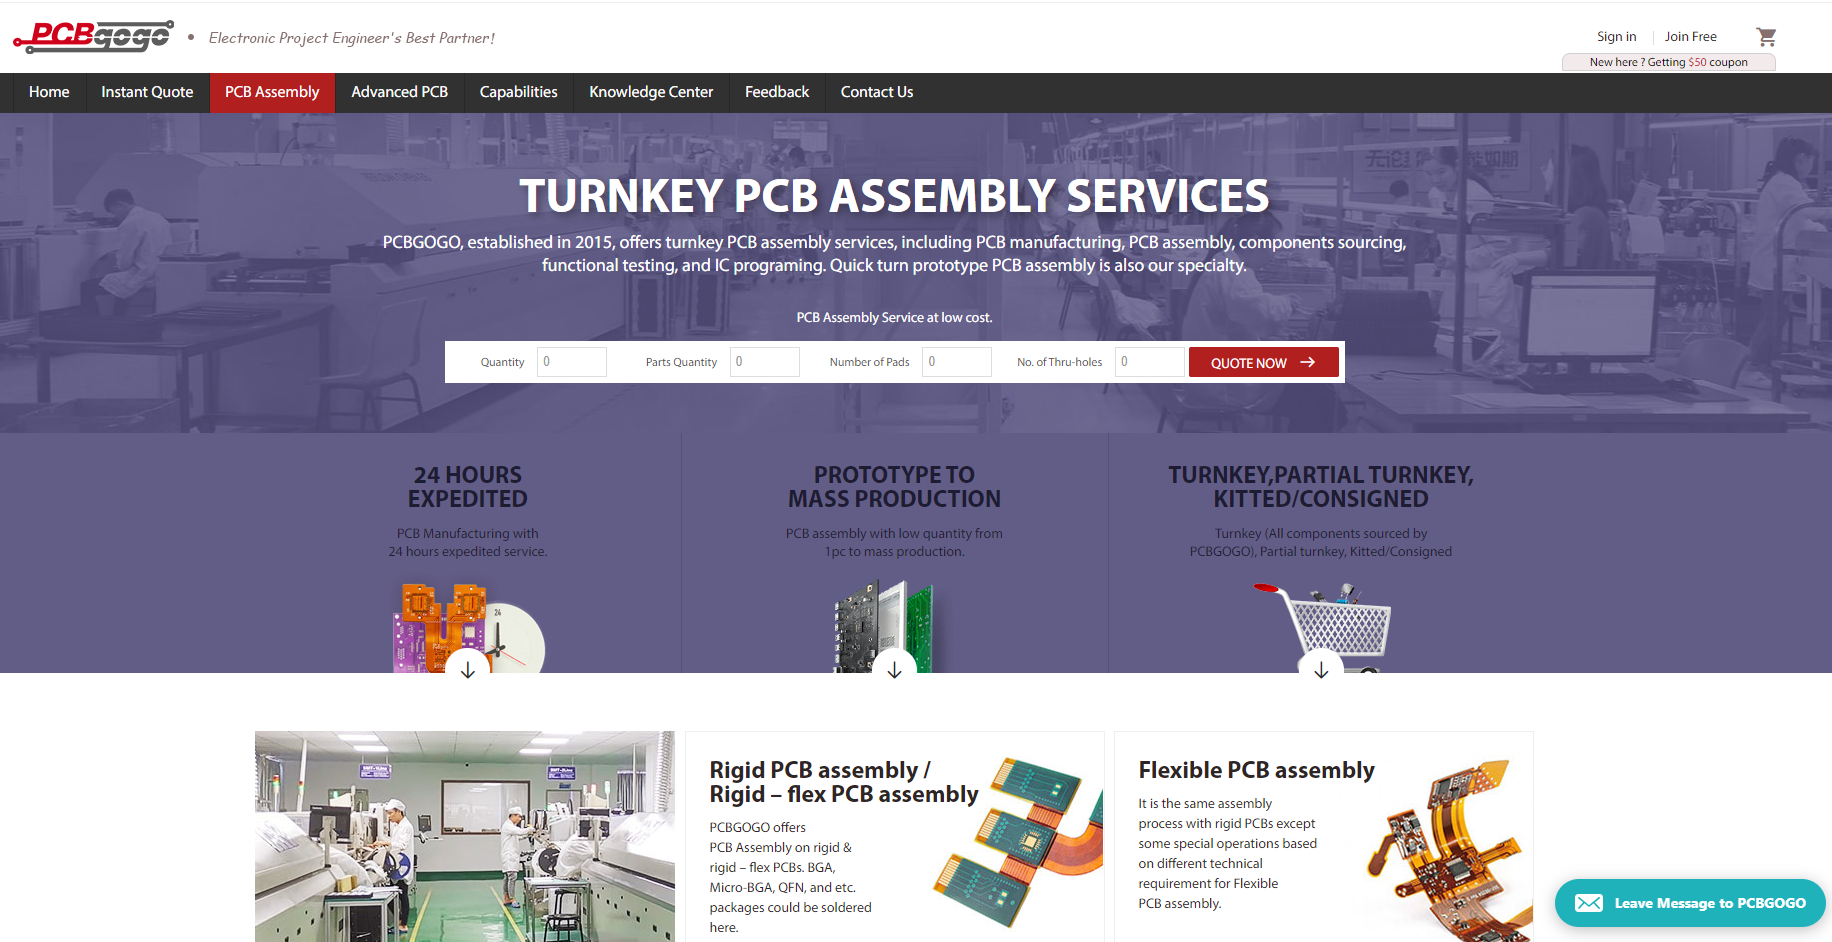 PCBgogo
Electronic Project Engineer's Best Partner!
Sign in
Join Free
New here ? Getting $50 coupon
Home
Instant Quote
PCB Assembly
Advanced PCB
Capabilities
Knowledge Center
Feedback
Contact Us
TURNKEY PCB ASSEMBLY SERVICES
PCBGOGO, established in 2015, offers turnkey PCB assembly services, including PCB manufacturing, PCB assembly, components sourcing,
functional testing, and IC programing. Quick turn prototype PCB assembly is also our specialty.
PCB Assembly Service at low cost.
Quantity 0
Parts Quantity 0
Number of Pads 0
No. of Thru-holes 0
QUOTE NOW
24 HOURS
EXPEDITED
PCB Manufacturing with
24 hours expedited service.
24
PROTOTYPE TO
MASS PRODUCTION
PCB assembly with low quantity from
1pc to mass production.
TURNKEY,PARTIAL TURNKEY,
KITTED/CONSIGNED
Turnkey (All components sourced by
PCBGOGO), Partial turnkey, Kitted/Consigned
Rigid PCB assembly /
Rigid – flex PCB assembly
PCBGOGO offers
PCB Assembly on rigid &
rigid – flex PCBs. BGA,
Micro-BGA, QFN, and etc.
packages could be soldered
here.
Flexible PCB assembly
It is the same assembly
process with rigid PCBs except
some special operations based
on different technical
requirement for Flexible
PCB assembly.
Leave Message to PCBGOGO